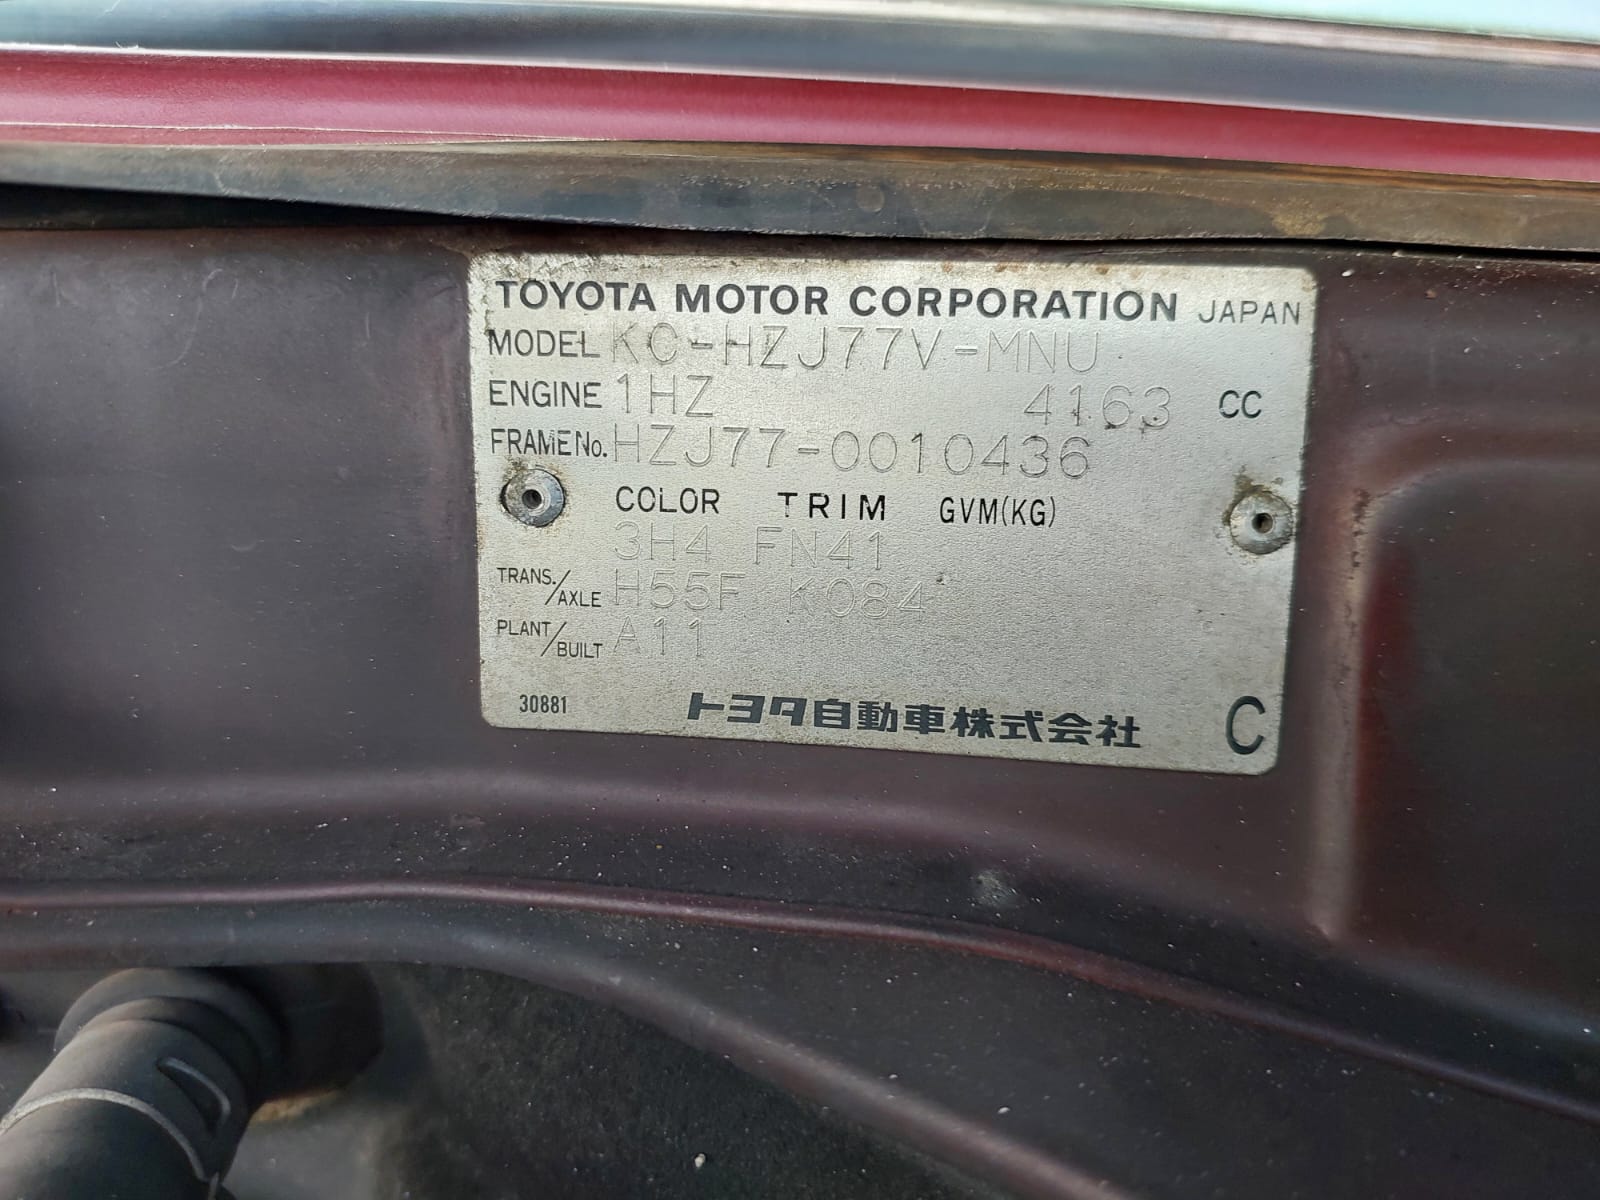 TOYOTA MOTOR CORPORATION JAPAN
MODEL KC-HZJ77V-MNU
ENGINE 1HZ 4163 CC
FRAME No. HZJ77-0010436
COLOR TRIM GVM(KG)
3H4 FN41
TRANS./AXLE H55F K084
PLANT/BUILT A11
30881 トヨタ自動車株式会社 C